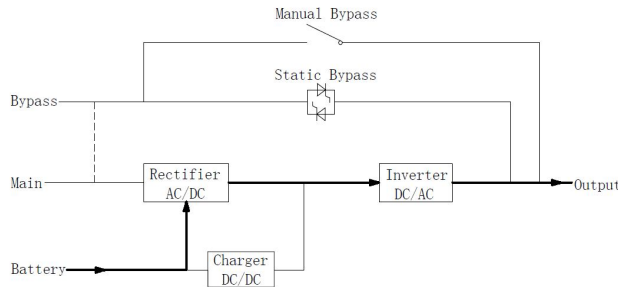 Manual Bypass
Static Bypass
Bypass
Main
Rectifier
AC/DC
Inverter
DC/AC
Output
Battery
Charger
DC/DC